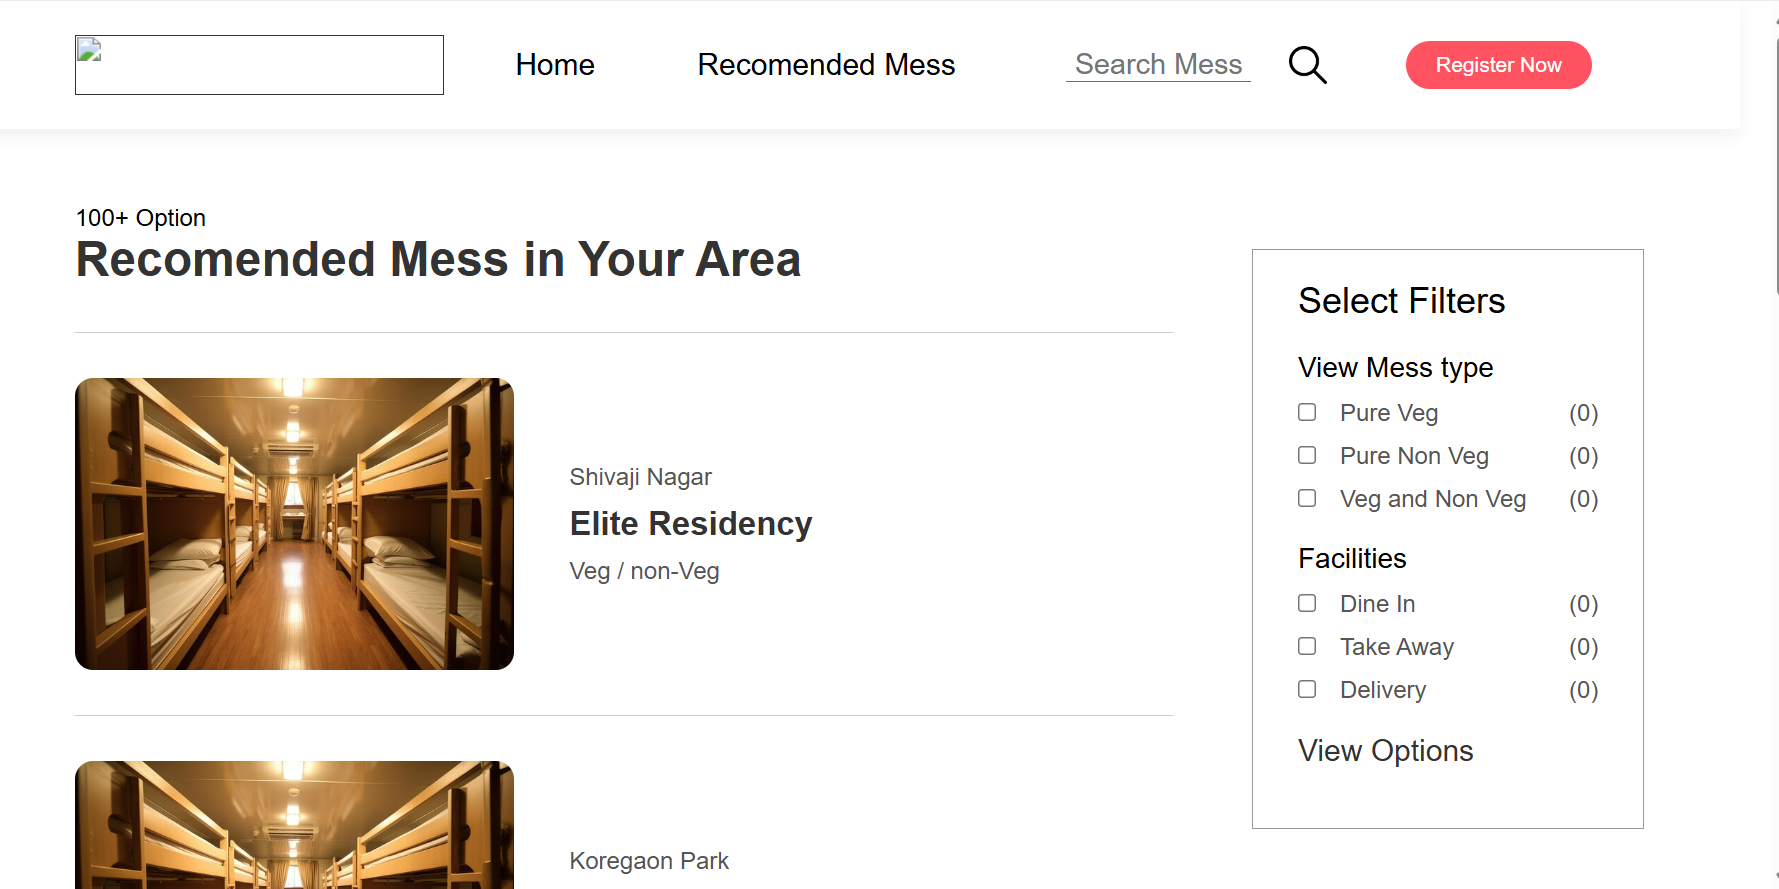 Home
Recomended Mess
Search Mess
Register Now
100+ Option
Recomended Mess in Your Area
Shivaji Nagar
Elite Residency
Veg / non-Veg
Koregaon Park
Select Filters
View Mess type
Pure Veg (0)
Pure Non Veg (0)
Veg and Non Veg (0)
Facilities
Dine In (0)
Take Away (0)
Delivery (0)
View Options